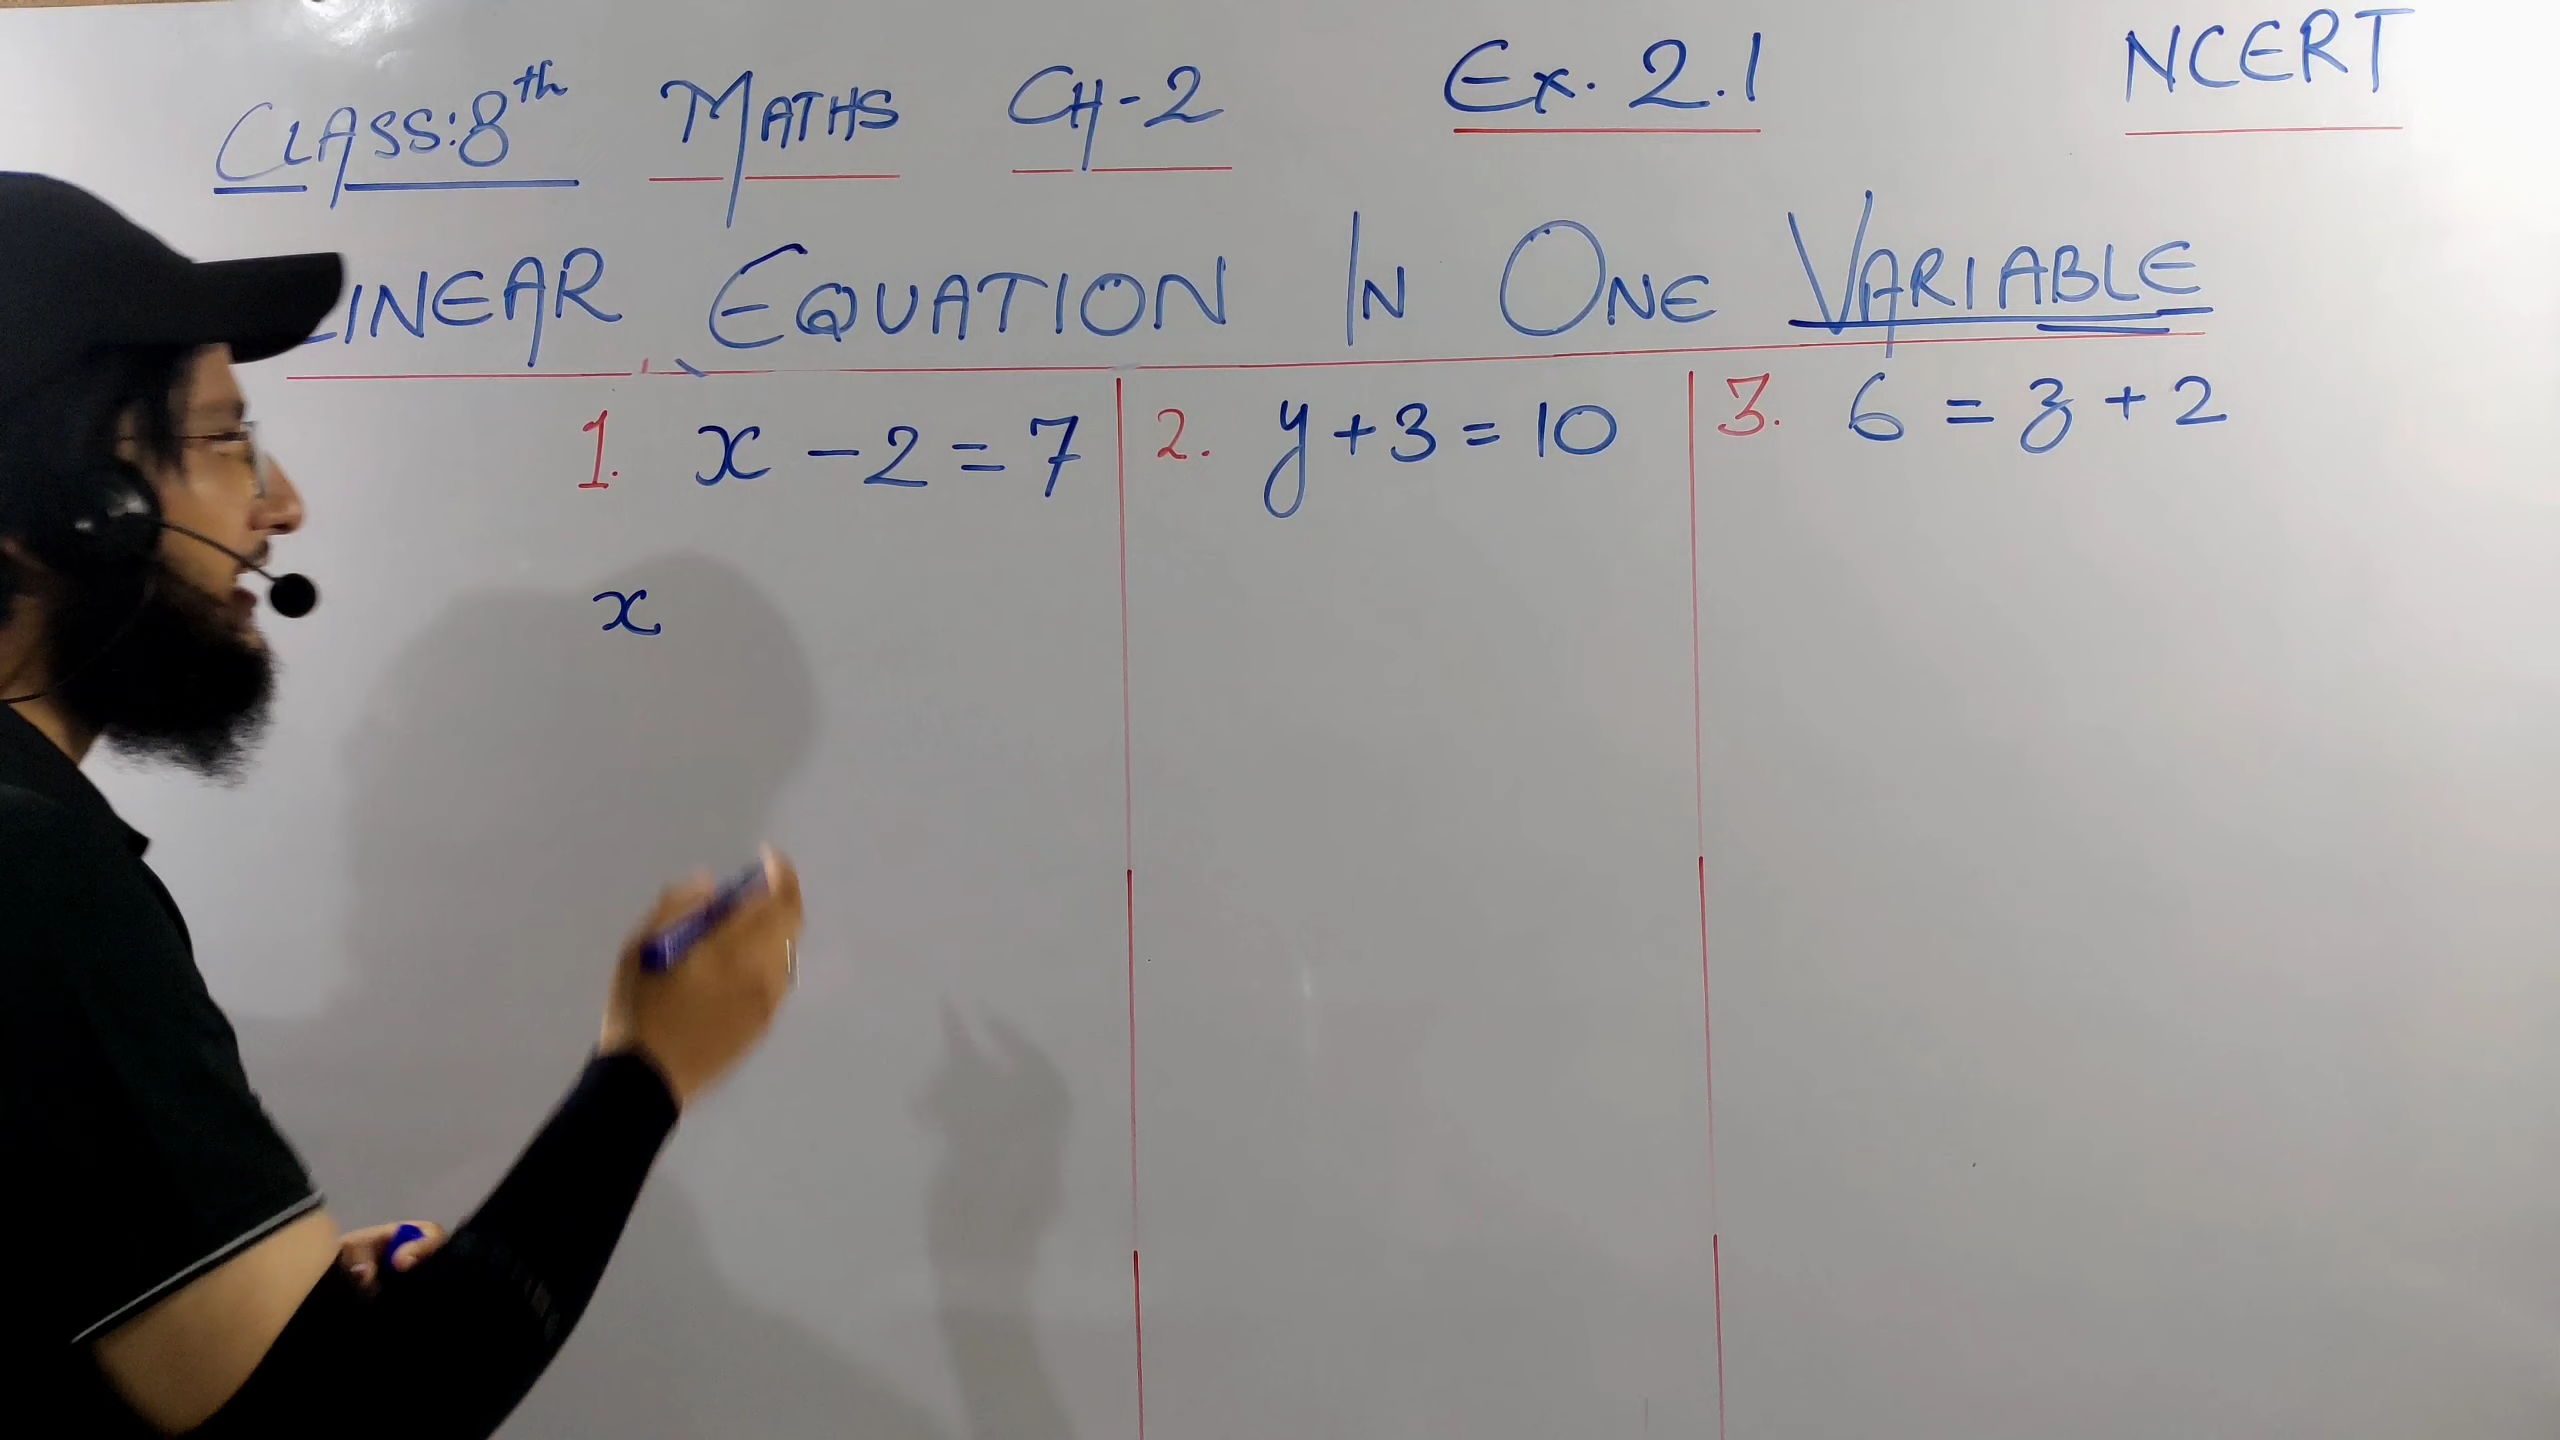 CLASS: 8th MATHS CH-2 Ex. 2.1 NCERT
LINEAR EQUATION IN ONE VARIABLE
1. x - 2 = 7
x
2. y + 3 = 10
3. 6 = z + 2